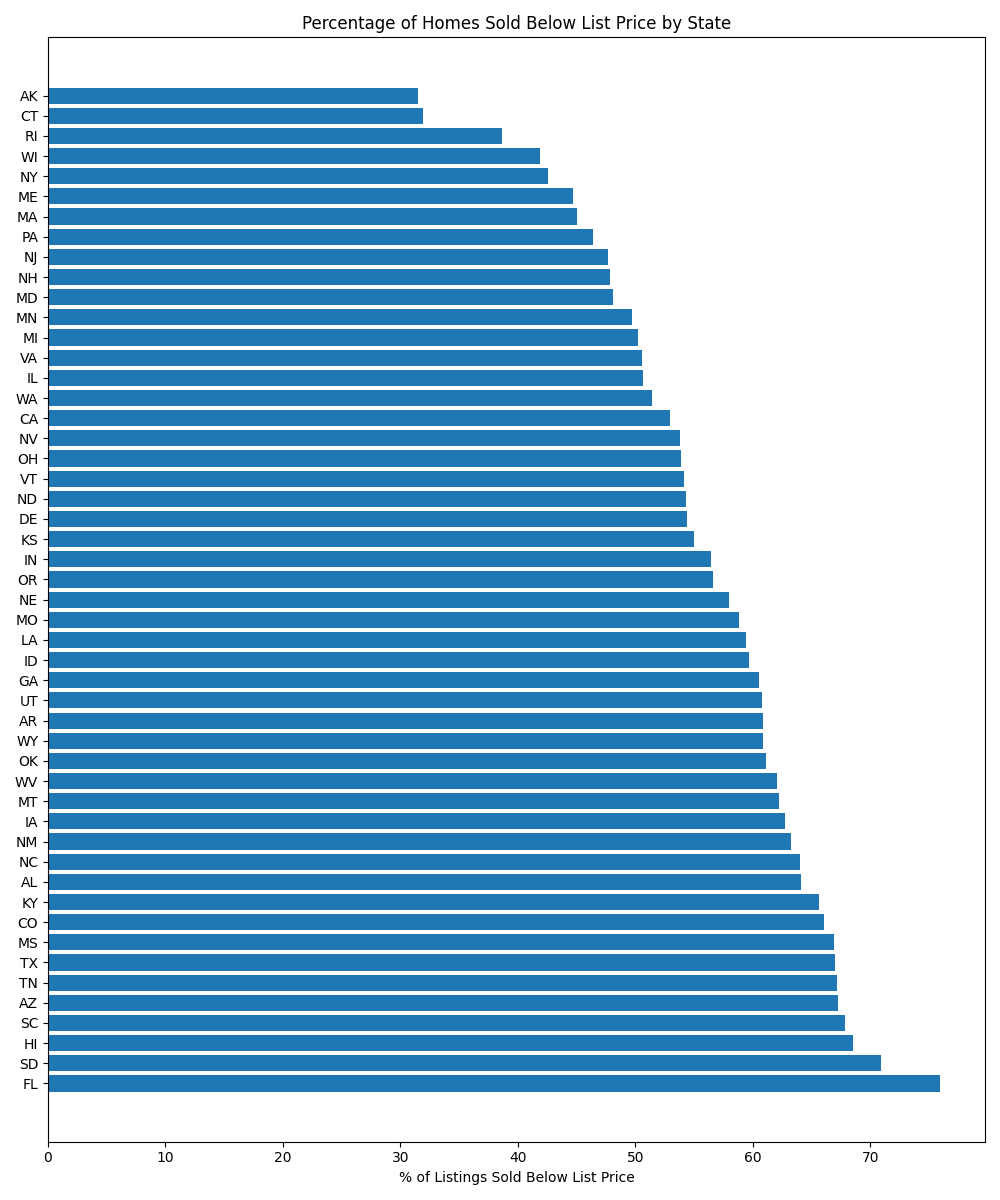 Percentage of Homes Sold Below List Price by State
AK
CT
RI
WI
NY
ME
MA
PA
NJ
NH
MD
MN
MI
VA
IL
WA
CA
NV
OH
VT
ND
DE
KS
IN
OR
NE
MO
LA
ID
GA
UT
AR
WY
OK
WV
MT
IA
NM
NC
AL
KY
CO
MS
TX
TN
AZ
SC
HI
SD
FL
0 10 20 30 40 50 60 70
% of Listings Sold Below List Price